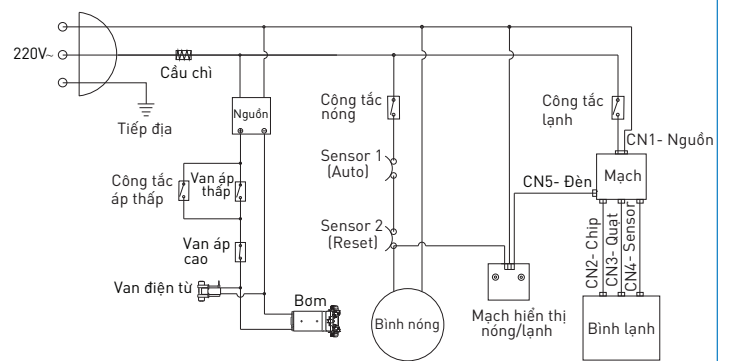 220V~
Cầu chì
Tiếp địa
Nguồn
Công tắc
áp thấp
Van áp
thấp
Van áp
cao
Van điện từ
Bơm
Công tắc
nóng
Sensor 1
(Auto)
Sensor 2
(Reset)
Bình nóng
Mạch hiển thị
nóng/lạnh
Công tắc
lạnh
CN1- Nguồn
Mạch
CN5- Đèn
CN2- Chip
CN3- Quạt
CN4- Sensor
Bình lạnh